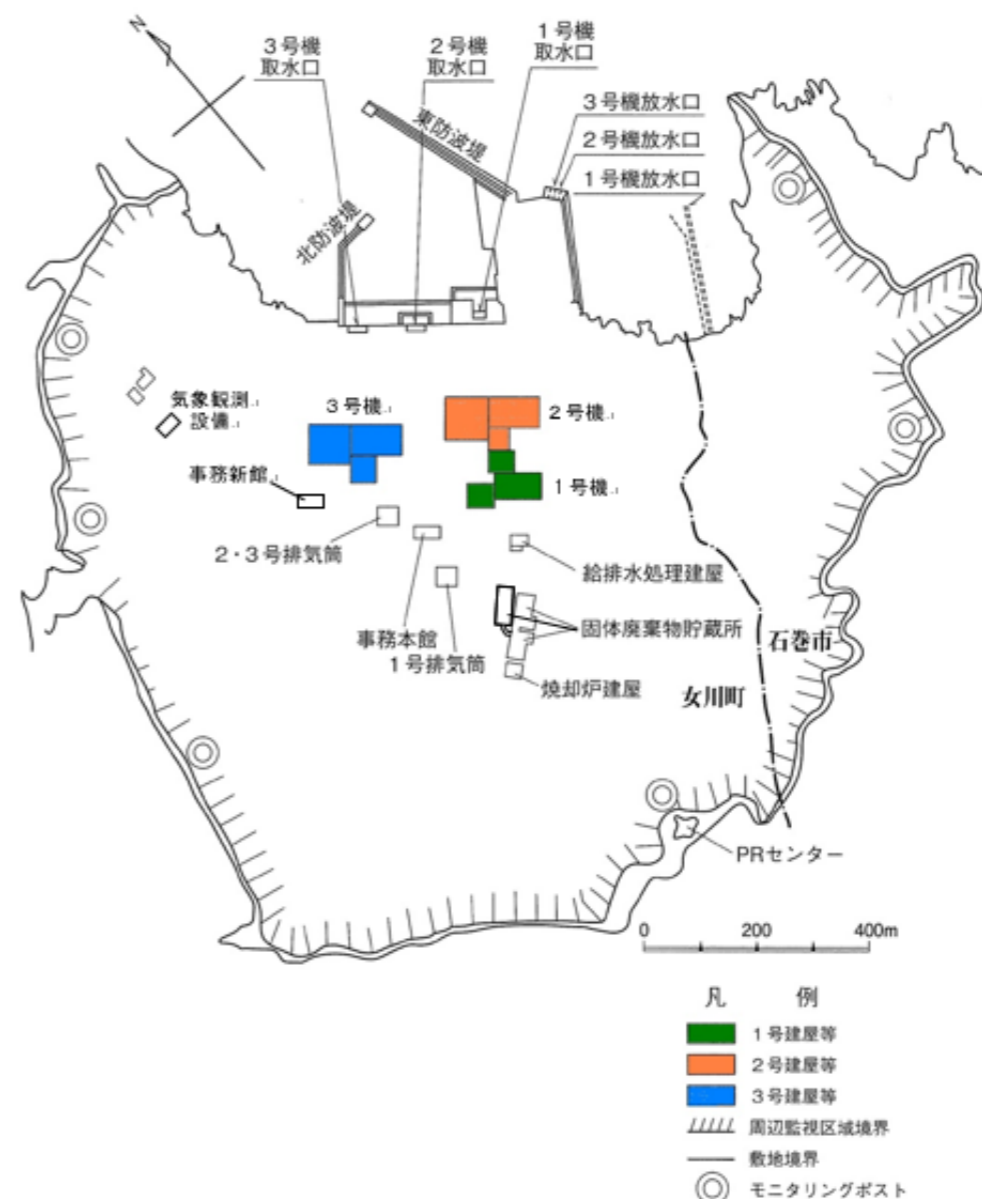 N
3号機
取水口
2号機
取水口
1号機
取水口
東防波堤
北防波堤
3号機放水口
2号機放水口
1号機放水口
気象観測
設備
3号機
2号機
事務新館
1号機
2・3号排気筒
給排水処理建屋
事務本館
1号排気筒
固体廃棄物貯蔵所
焼却炉建屋
石巻市
女川町
PRセンター
0 200 400m
凡 例
1号建屋等
2号建屋等
3号建屋等
周辺監視区域境界
敷地境界
モニタリングポスト